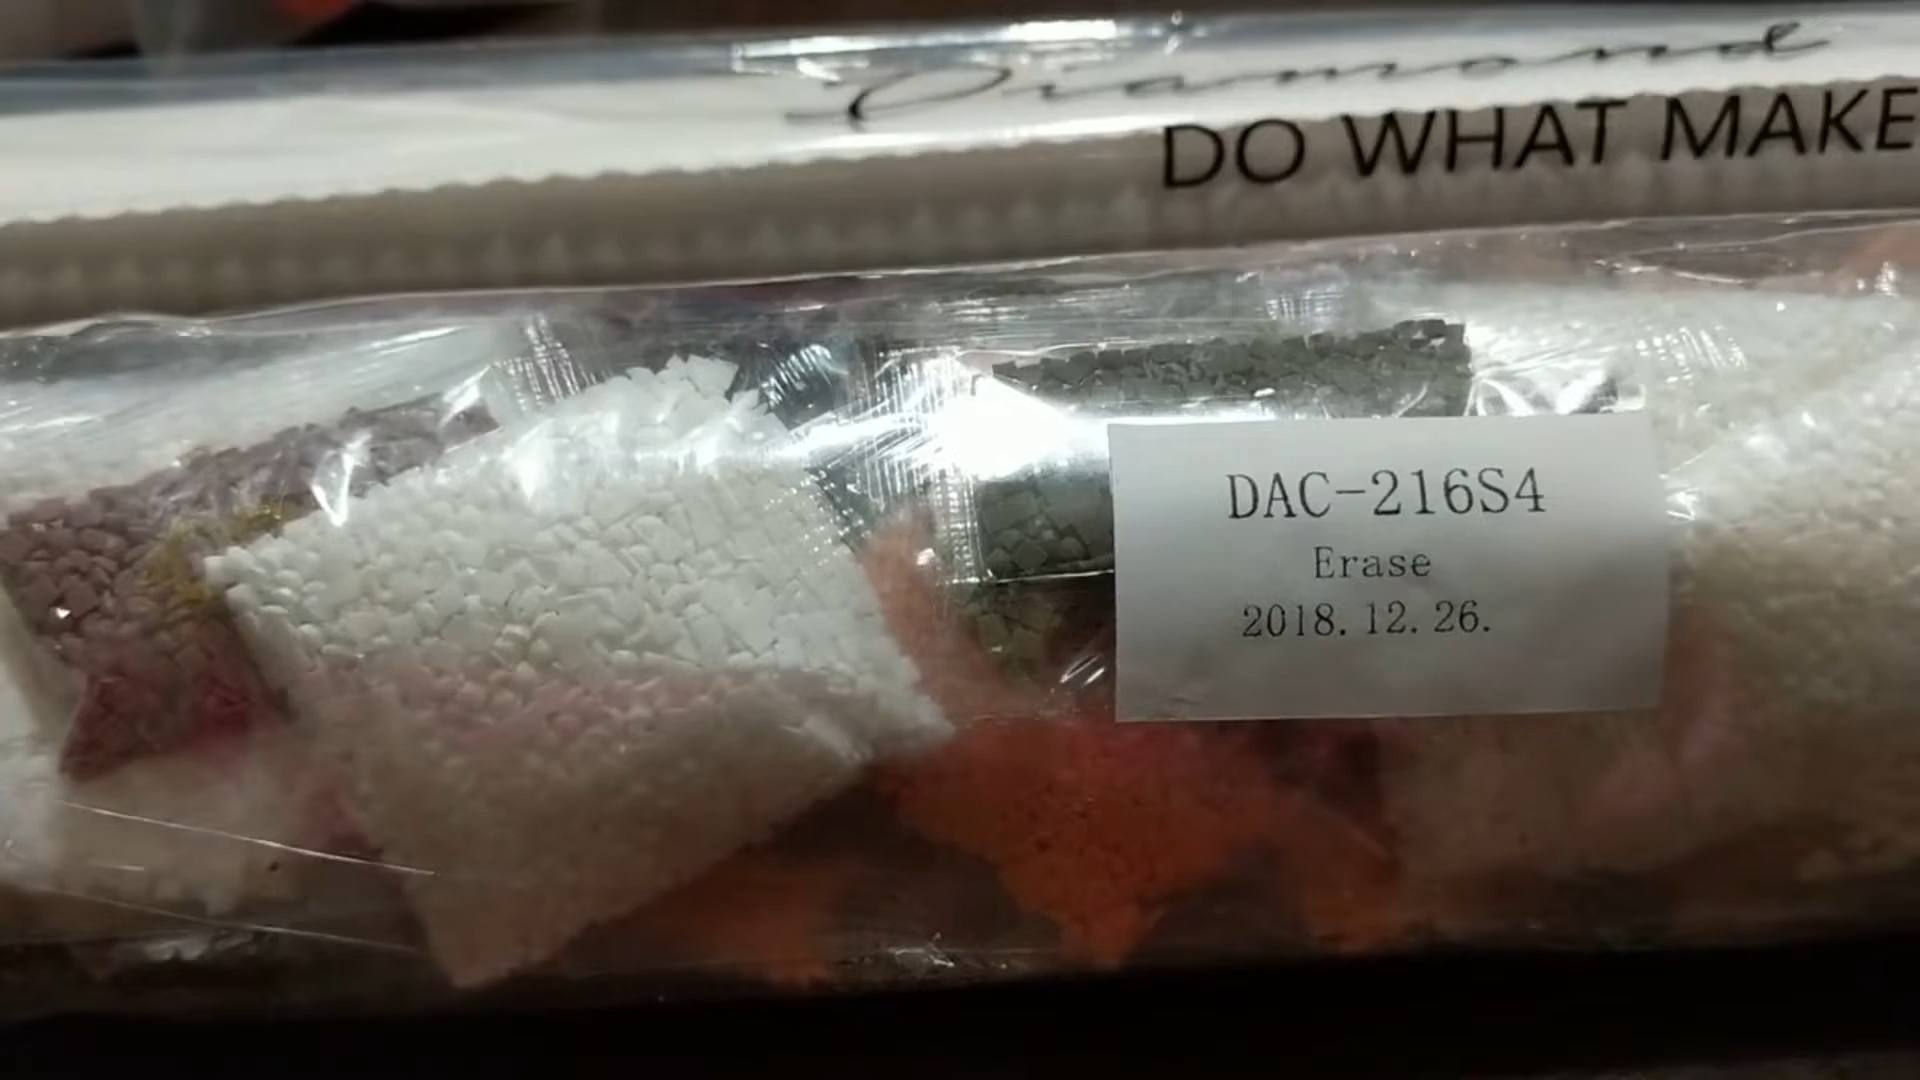 Diamond
DO WHAT MAKE
DAC-216S4
Erase
2018. 12. 26.